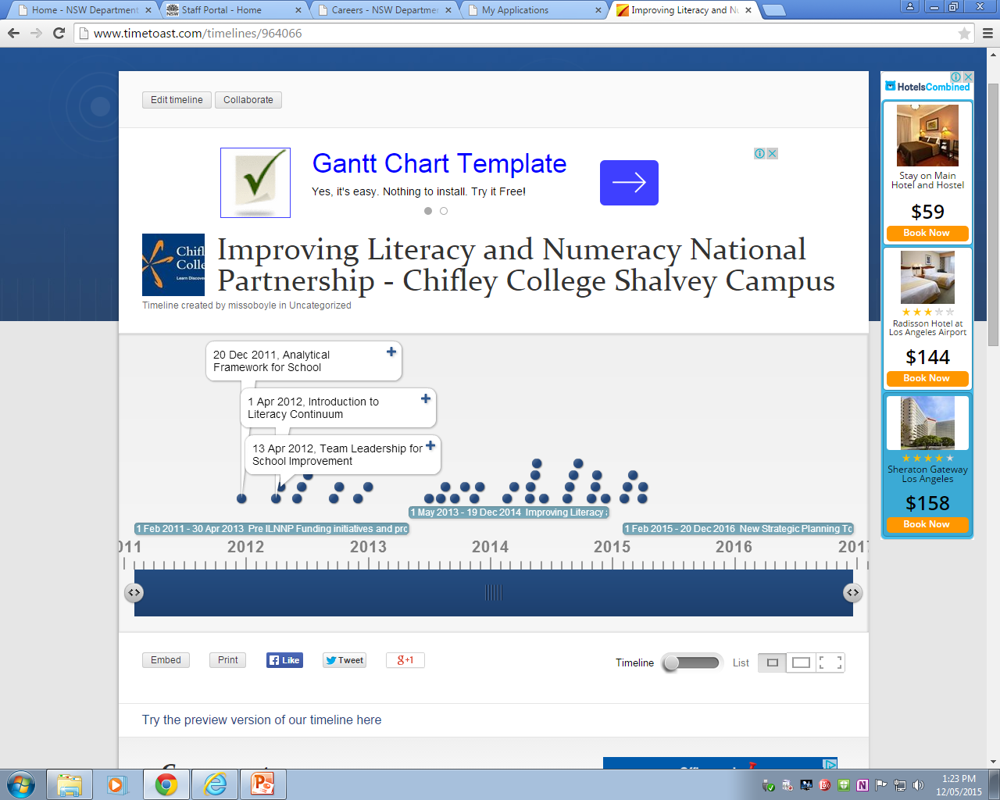 Home - NSW Department
Staff Portal - Home
Careers - NSW Departme
My Applications
Improving Literacy and Nu
www.timetoast.com/timelines/964066
Edit timeline
Collaborate
Gantt Chart Template
Yes, it's easy. Nothing to install. Try it Free!
Chifl
Colle
Learn Discove
Improving Literacy and Numeracy National
Partnership - Chifley College Shalvey Campus
Timeline created by missoboyle in Uncategorized
20 Dec 2011, Analytical
Framework for School
1 Apr 2012, Introduction to
Literacy Continuum
13 Apr 2012, Team Leadership for
School Improvement
1 May 2013 - 19 Dec 2014 Improving Literacy a
1 Feb 2011 - 30 Apr 2013 Pre ILNNP Funding initiatives and pro
1 Feb 2015 - 20 Dec 2016 New Strategic Planning To
2011 2012 2013 2014 2015 2016 2017
Embed
Print
Like
Tweet
g+1
Timeline
List
Try the preview version of our timeline here
HotelsCombined
Stay on Main
Hotel and Hostel
$59
Book Now
Radisson Hotel at
Los Angeles Airport
$144
Book Now
Sheraton Gateway
Los Angeles
$158
Book Now
1:23 PM
12/05/2015